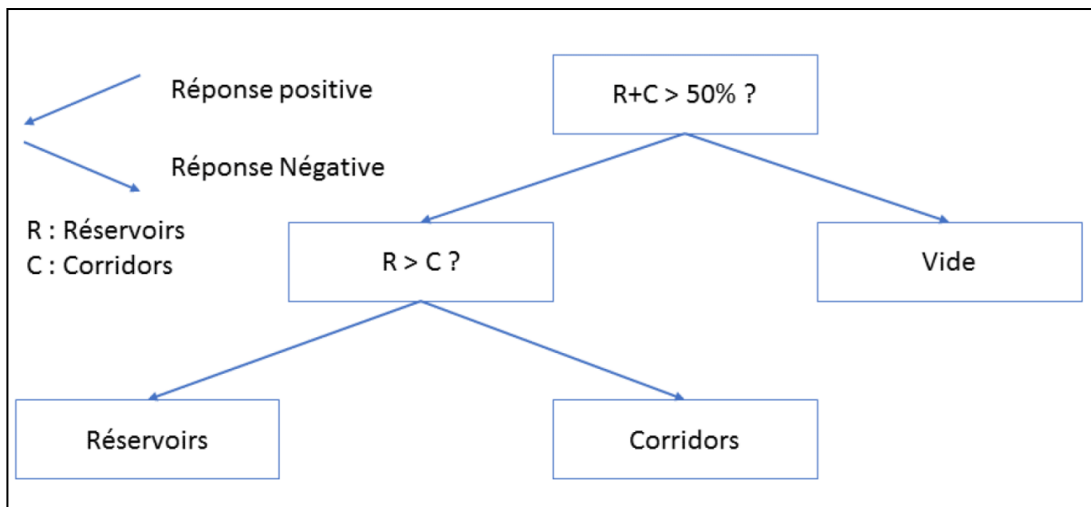 Réponse positive
R+C > 50% ?
Réponse Négative
R : Réservoirs
C : Corridors
R > C ?
Vide
Réservoirs
Corridors